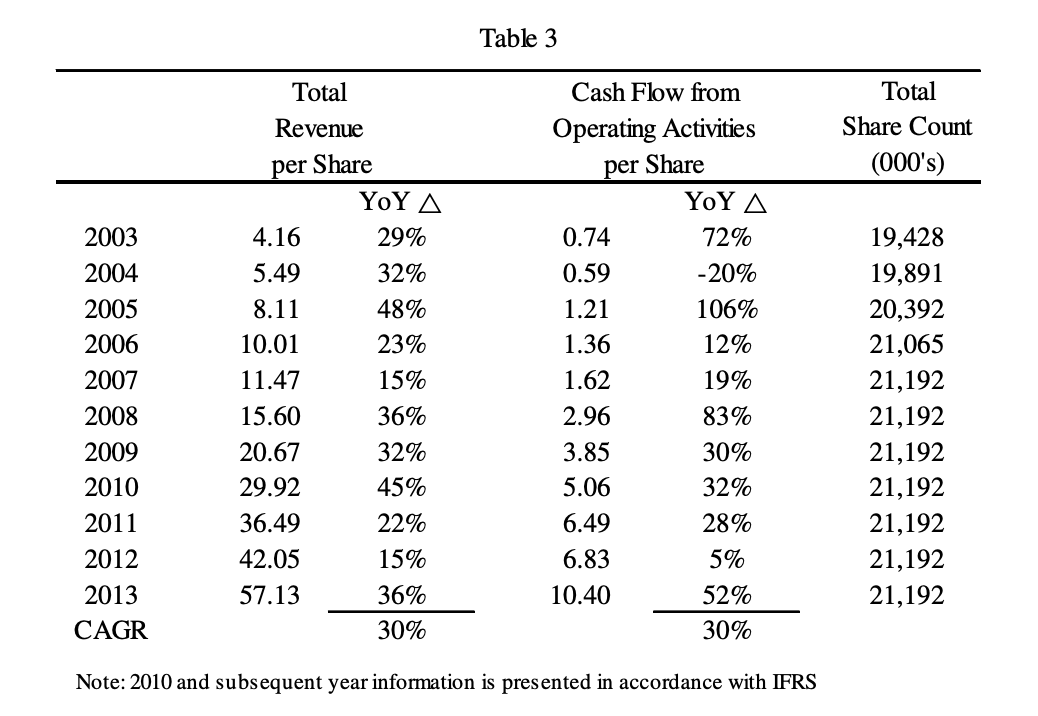 Table 3
Total Cash Flow from Total
Revenue Operating Activities Share Count
per Share per Share (000's)
YoY △ YoY △
2003 4.16 29% 0.74 72% 19,428
2004 5.49 32% 0.59 -20% 19,891
2005 8.11 48% 1.21 106% 20,392
2006 10.01 23% 1.36 12% 21,065
2007 11.47 15% 1.62 19% 21,192
2008 15.60 36% 2.96 83% 21,192
2009 20.67 32% 3.85 30% 21,192
2010 29.92 45% 5.06 32% 21,192
2011 36.49 22% 6.49 28% 21,192
2012 42.05 15% 6.83 5% 21,192
2013 57.13 36% 10.40 52% 21,192
CAGR 30% 30%
Note: 2010 and subsequent year information is presented in accordance with IFRS